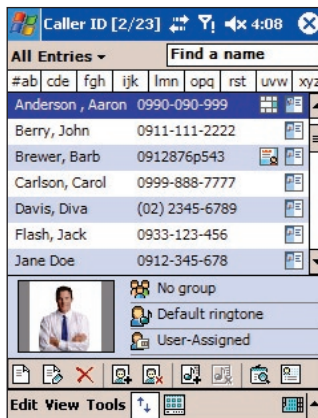 Caller ID [2/23] 4:08
All Entries Find a name
#ab cde fgh ijk lmn opq rst uvw xyz
Anderson , Aaron 0990-090-999
Berry, John 0911-111-2222
Brewer, Barb 0912876p543
Carlson, Carol 0999-888-7777
Davis, Diva (02) 2345-6789
Flash, Jack 0933-123-456
Jane Doe 0912-345-678
No group
Default ringtone
User-Assigned
Edit View Tools